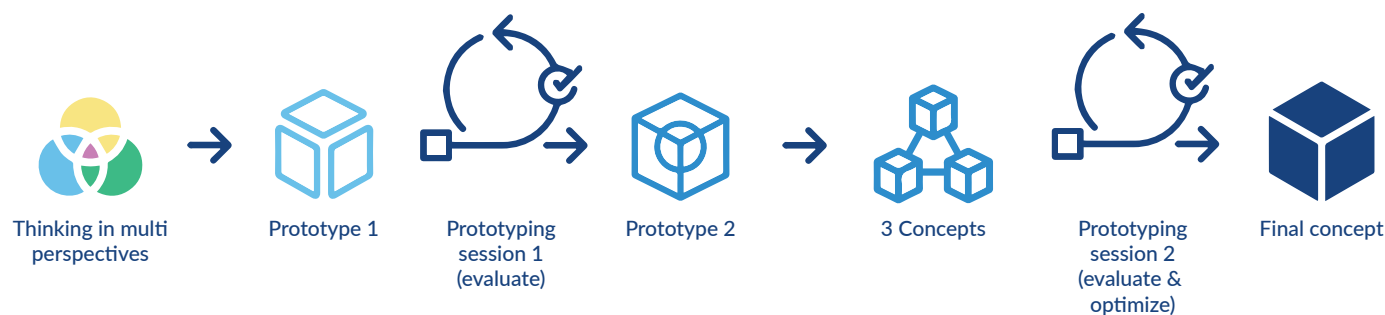 Thinking in multi
perspectives
Prototype 1
Prototyping
session 1
(evaluate)
Prototype 2
3 Concepts
Prototyping
session 2
(evaluate &
optimize)
Final concept